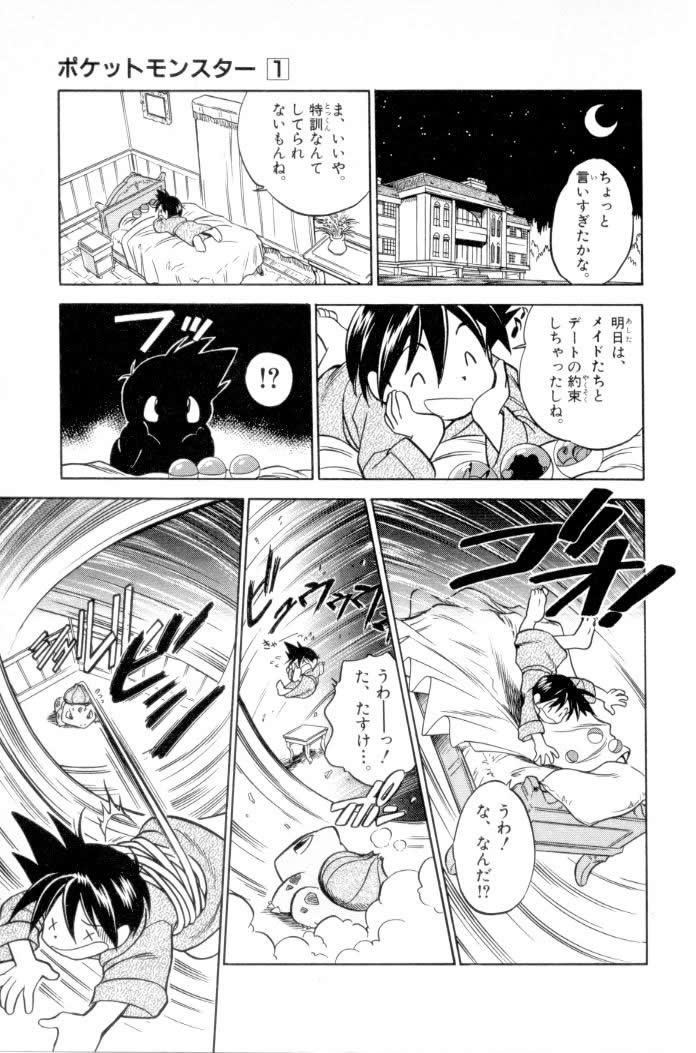 ポケットモンスター 1
ちょっと
言いすぎたかな。
ま、いいや。
特訓なんて
してられ
ないもんね。
明日は、
メイドたちと
デートの約束
しちゃったしね。
フッ
!?
ゴオォ!
うわ!
な、なんだ!?
ぎゃ
うわーっ!
た、たすけ…。
ビ